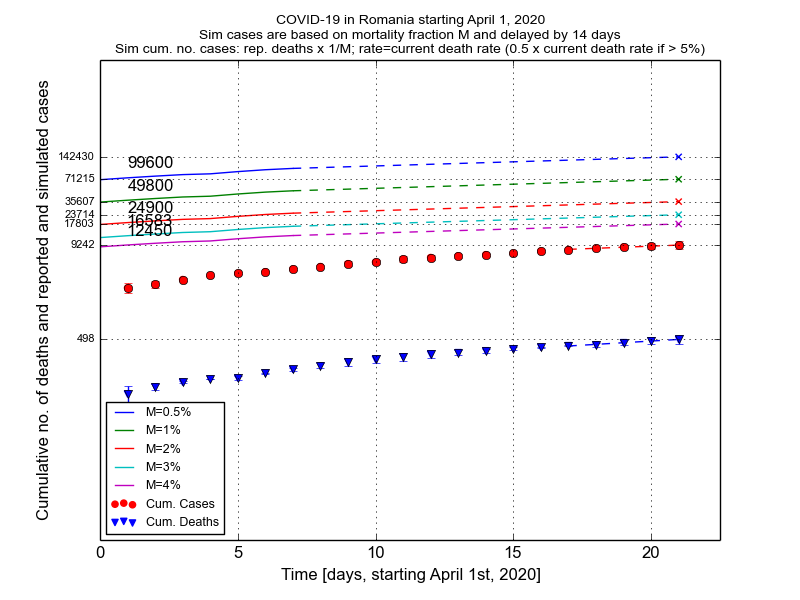 COVID-19 in Romania starting April 1, 2020
Sim cases are based on mortality fraction M and delayed by 14 days
Sim cum. no. cases: rep. deaths x 1/M; rate=current death rate (0.5 x current death rate if > 5%)
Cumulative no. of deaths and reported and simulated cases
142430
71215
35607
23714
17803
9242
498
99600
49800
24900
16583
12450
M=0.5%
M=1%
M=2%
M=3%
M=4%
Cum. Cases
Cum. Deaths
0 5 10 15 20
Time [days, starting April 1st, 2020]